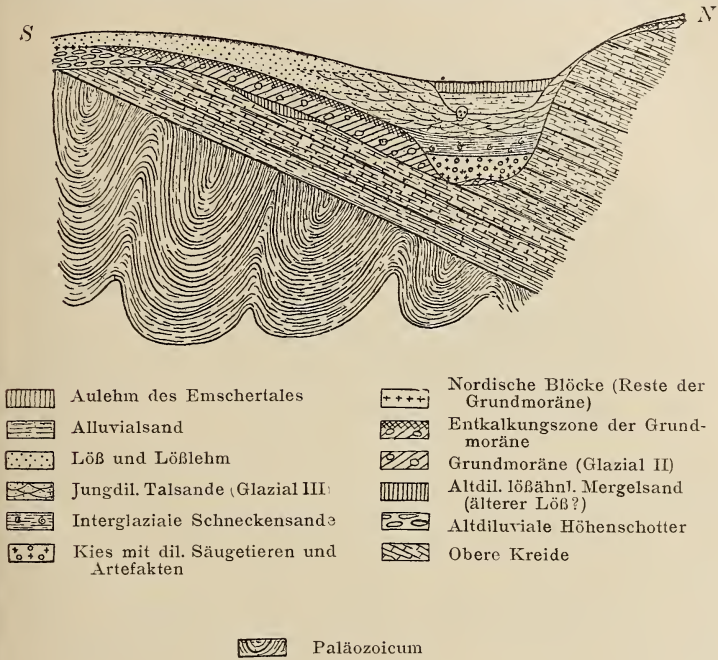 S
N
Aulehm des Emschertales
Alluvialsand
Löß und Lößlehm
Jungdil. Talsande (Glazial III)
Interglaziaie Schneckensande
Kies mit dil. Säugetieren und
Artefakten
Nordische Blöcke (Reste der
Grundmoräne)
Entkalkungszone der Grund-
moräne
Grundmoräne (Glazial II)
Altdil. lößähnl. Mergelsand
(älterer Löß?)
Altdiluviale Höhenschotter
Obere Kreide
Paläozoicum